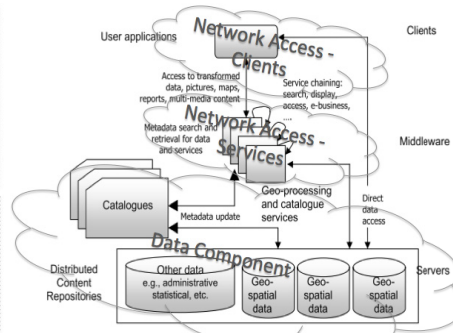 User applications
Network Access -
Clients
Clients
Access to transformed
data, pictures, maps,
reports, multi-media content
Service chaining:
search, display,
access, e-business,
....
Metadata search and
retrieval for data
and services
Network Access -
Services
Middleware
Geo-processing
and catalogue
services
Catalogues
Metadata update
Direct
data
access
Data Component
Servers
Distributed
Content
Repositories
Other data
e.g., administrative
statistical, etc.
Geo-
spatial
data
Geo-
spatial
data
Geo-
spatial
data